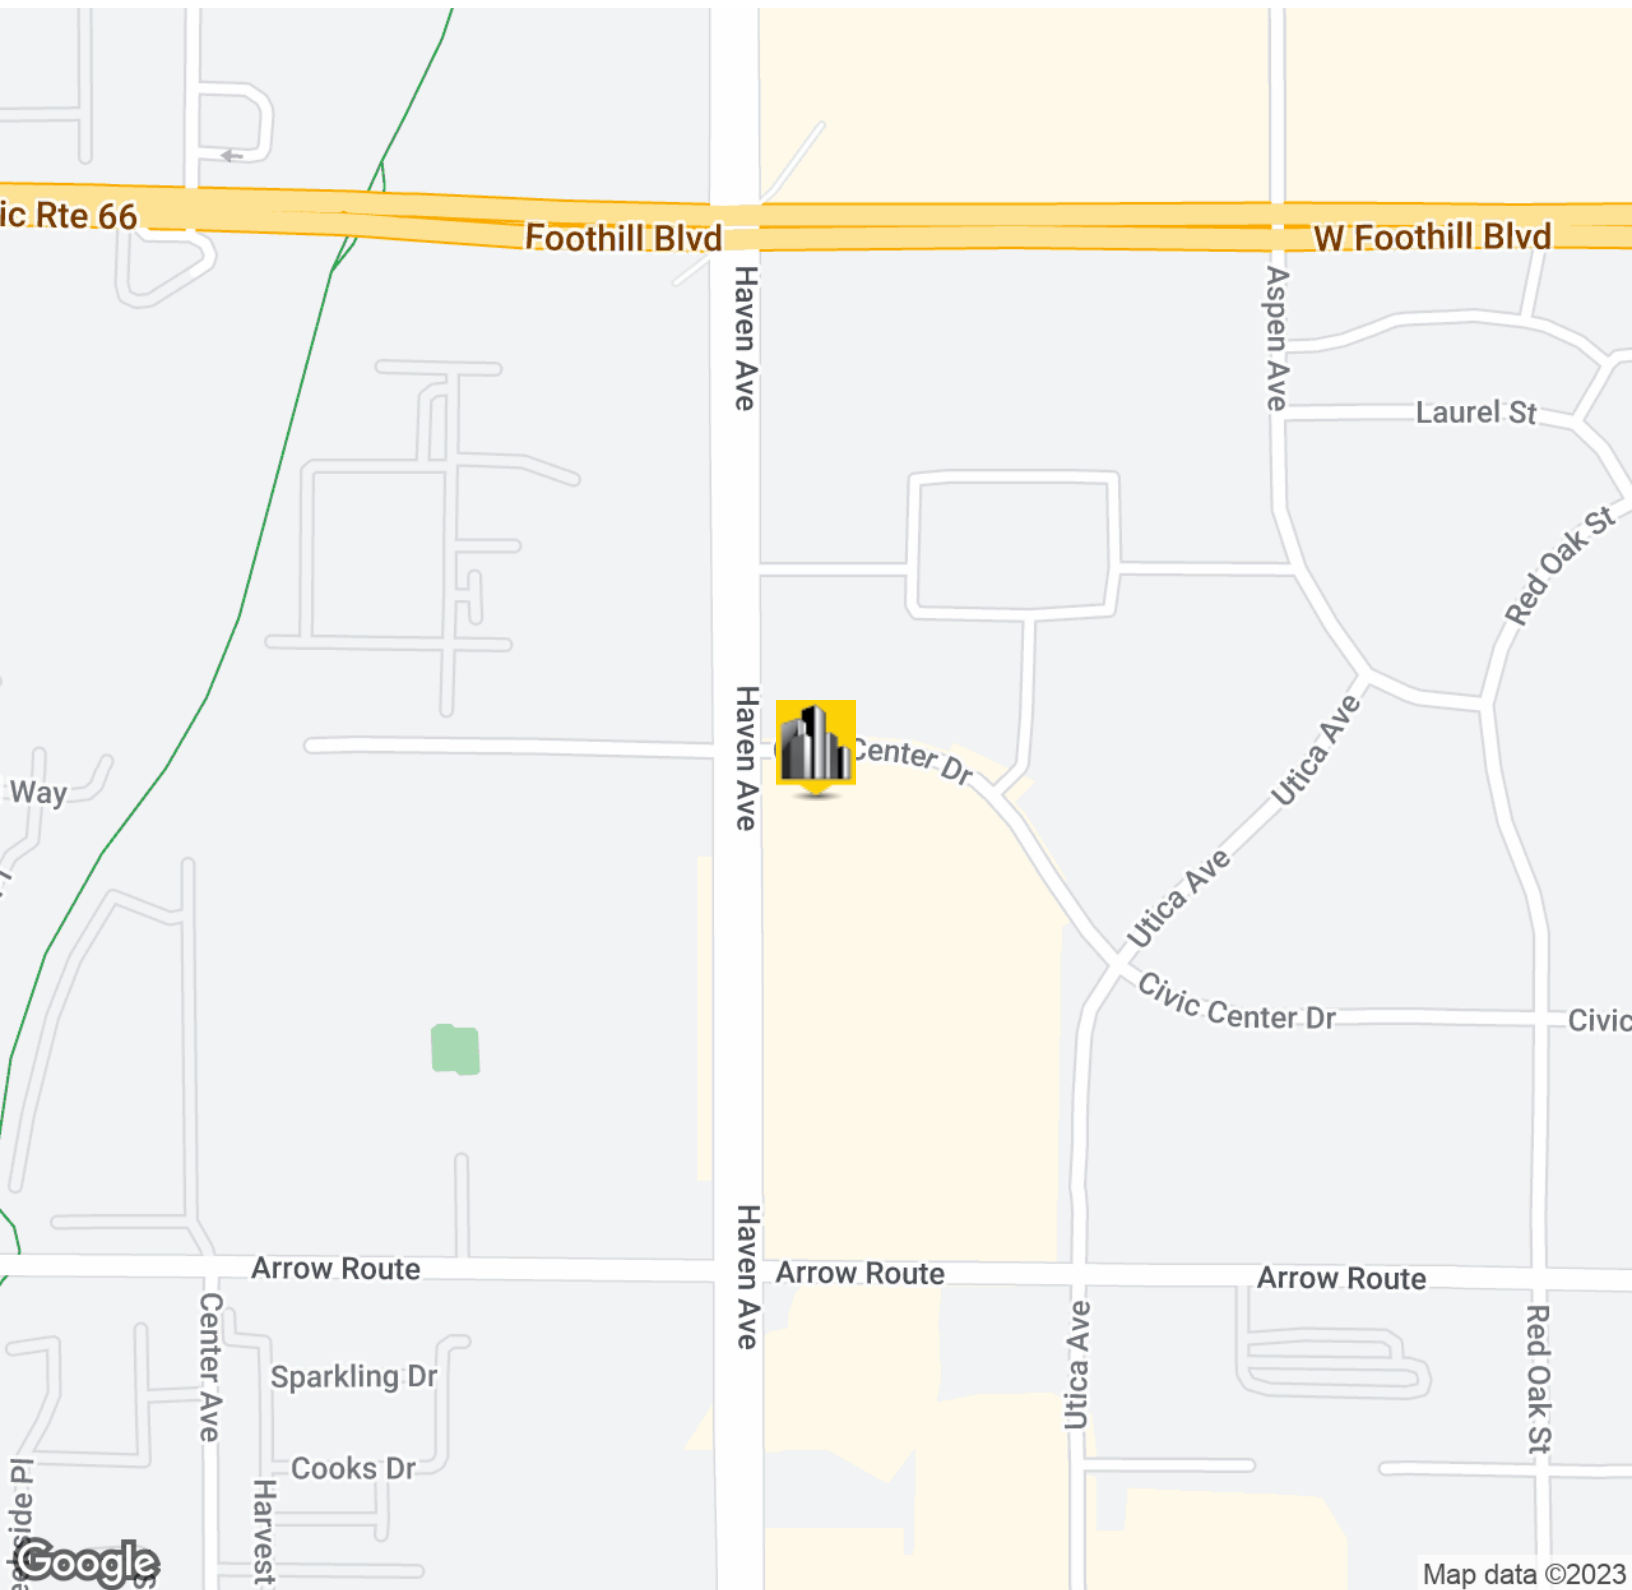 ic Rte 66
Foothill Blvd
W Foothill Blvd
Haven Ave
Aspen Ave
Laurel St
Red Oak St
Haven Ave
Center Dr
Utica Ave
Way
Utica Ave
Civic Center Dr
Civic
Haven Ave
Arrow Route
Arrow Route
Arrow Route
Center Ave
Utica Ave
Red Oak St
Sparkling Dr
Cooks Dr
Harvest
Pl
Google
Map data ©2023